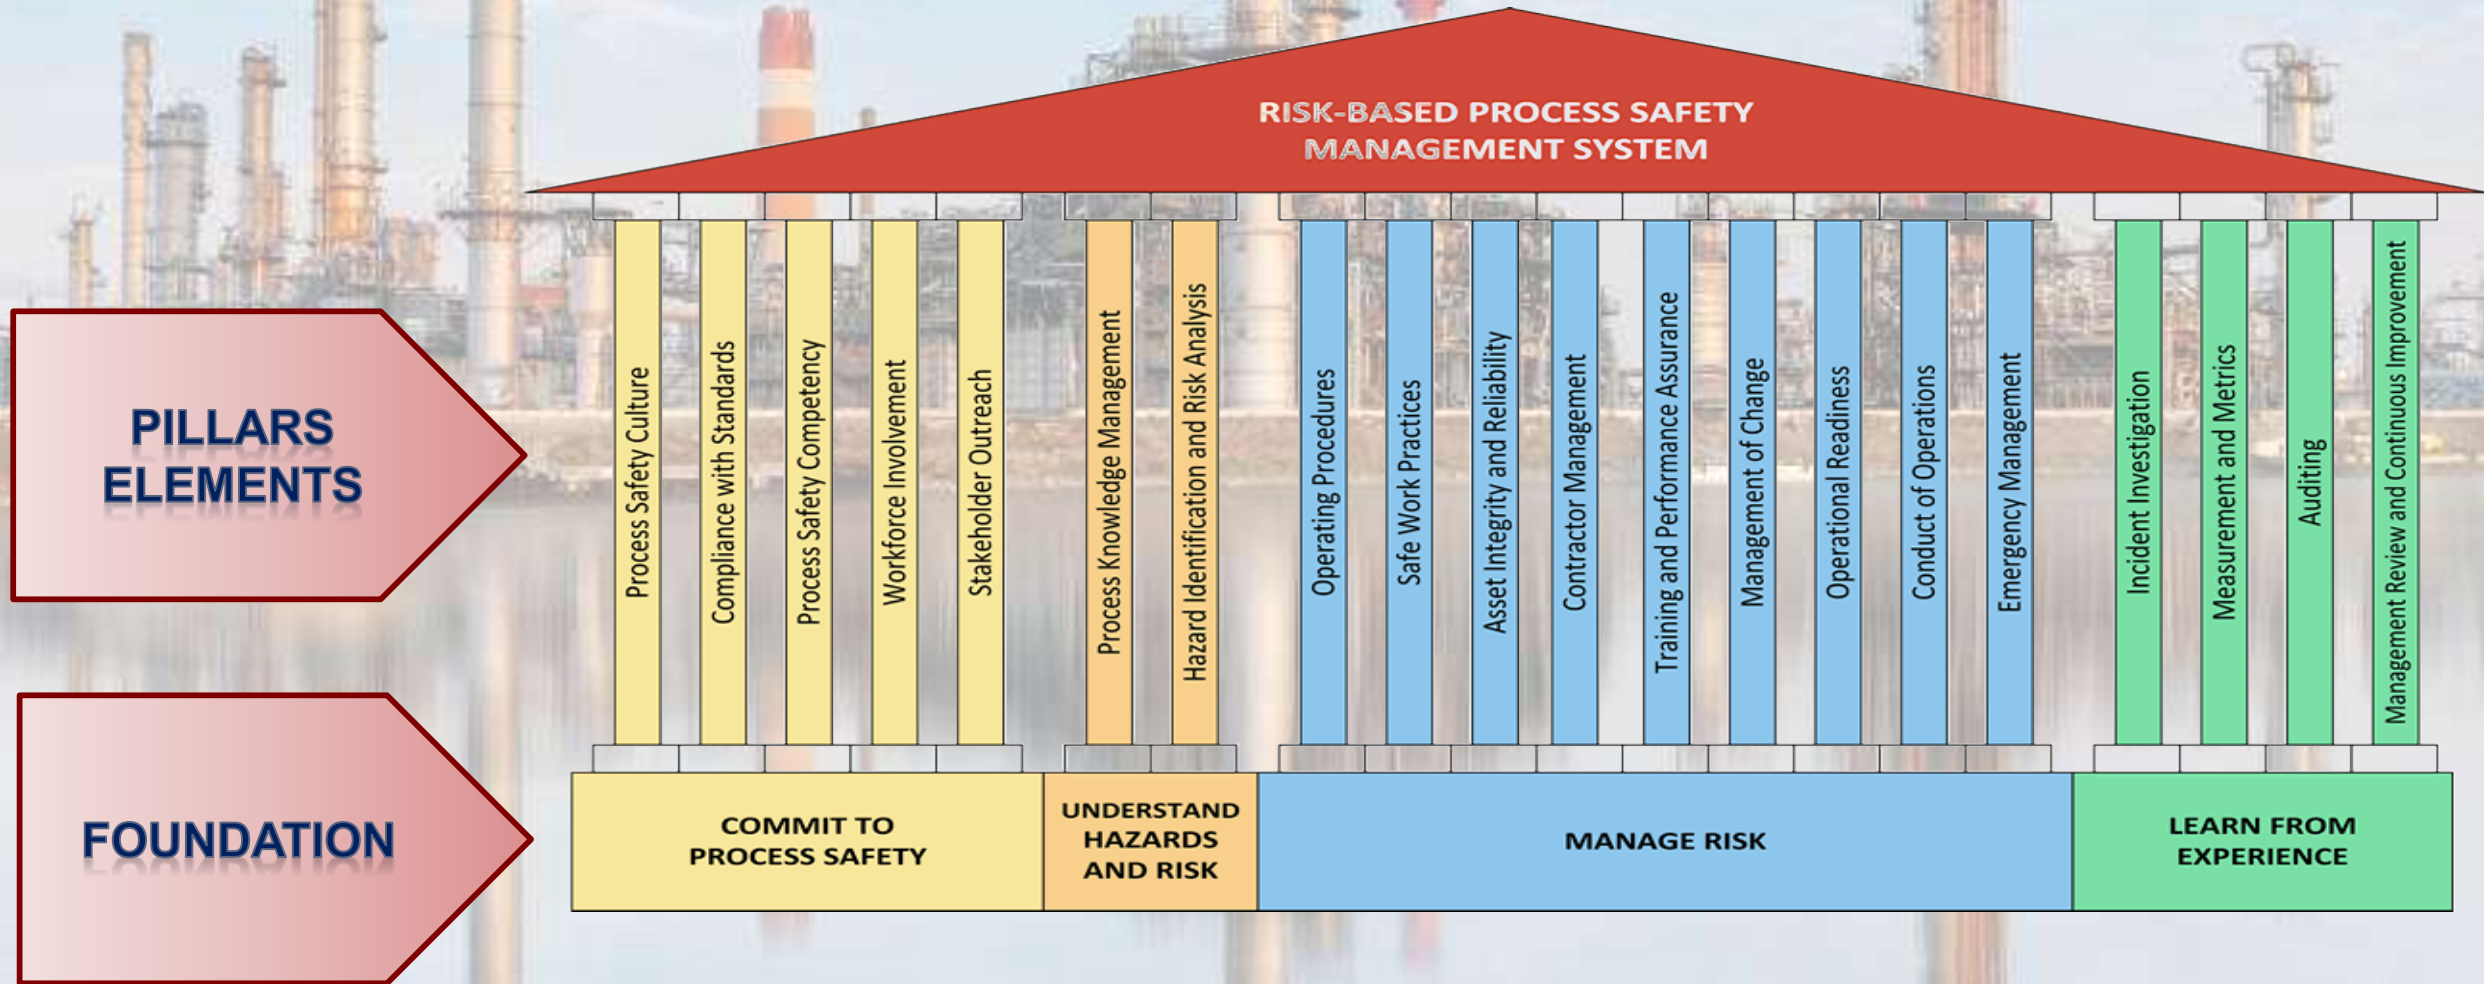 RISK-BASED PROCESS SAFETY
MANAGEMENT SYSTEM
PILLARS
ELEMENTS
Process Safety Culture
Compliance with Standards
Process Safety Competency
Workforce Involvement
Stakeholder Outreach
Process Knowledge Management
Hazard Identification and Risk Analysis
Operating Procedures
Safe Work Practices
Asset Integrity and Reliability
Contractor Management
Training and Performance Assurance
Management of Change
Operational Readiness
Conduct of Operations
Emergency Management
Incident Investigation
Measurement and Metrics
Auditing
Management Review and Continuous Improvement
FOUNDATION
COMMIT TO
PROCESS SAFETY
UNDERSTAND
HAZARDS
AND RISK
MANAGE RISK
LEARN FROM
EXPERIENCE